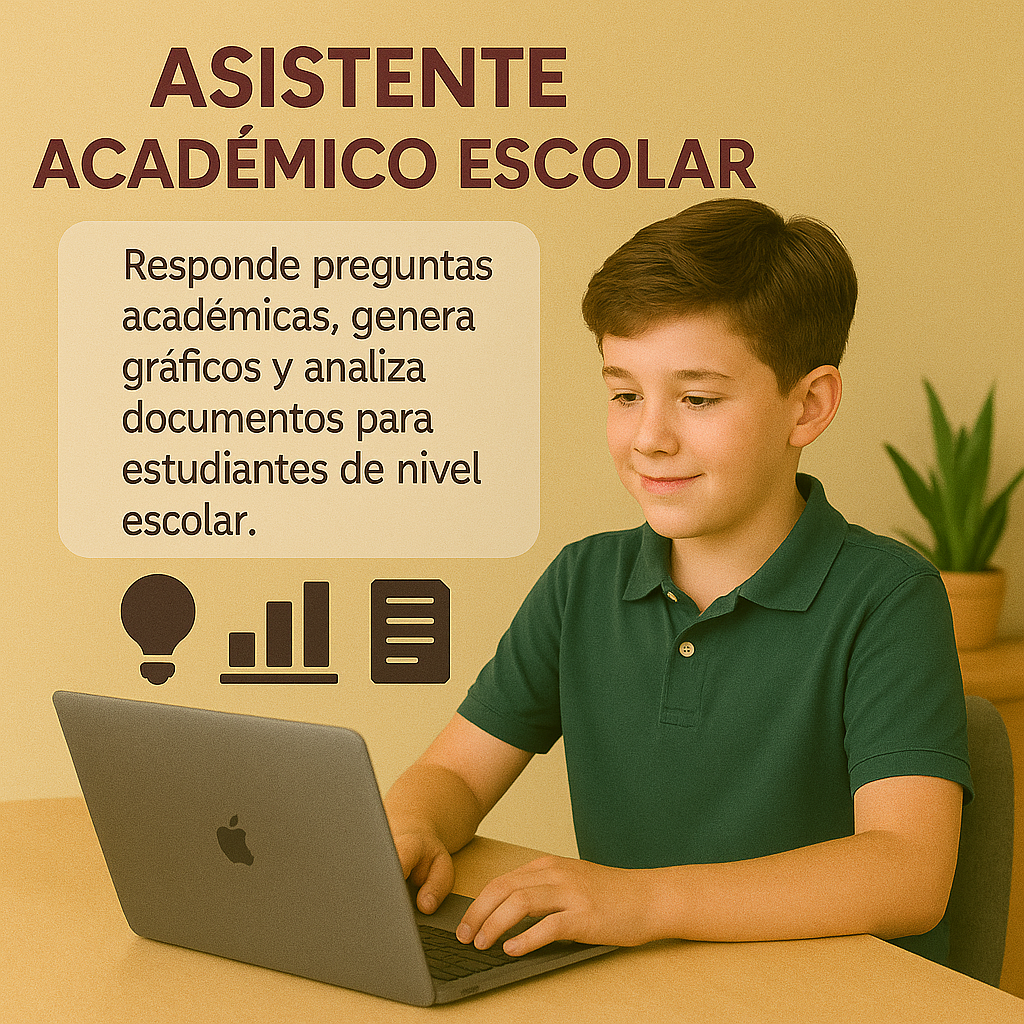 ASISTENTE
ACADÉMICO ESCOLAR
Responde preguntas
académicas, genera
gráficos y analiza
documentos para
estudiantes de nivel
escolar.